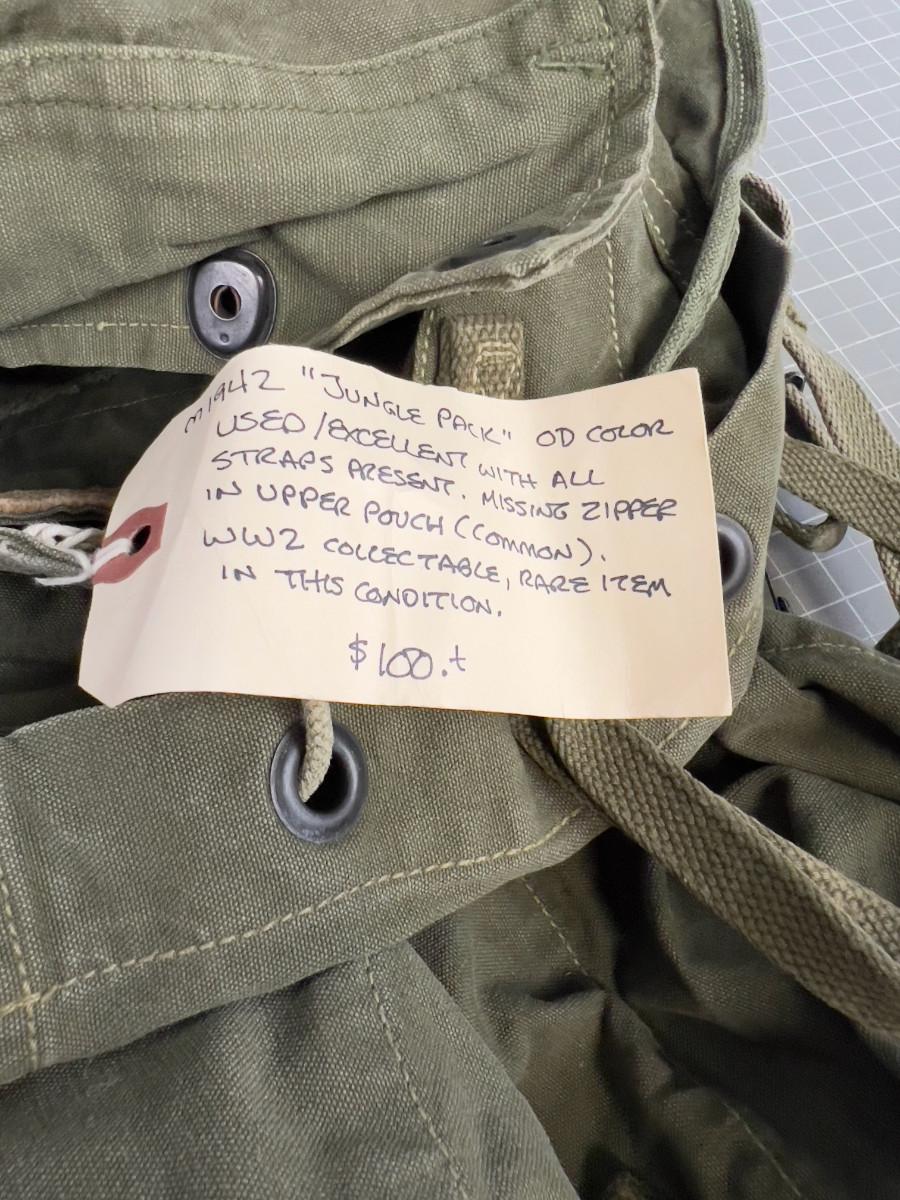 M1942 "JUNGLE PACK" OD COLOR
USED/EXCELLENT WITH ALL
STRAPS PRESENT. MISSING ZIPPER
IN UPPER POUCH (COMMON).
WW2 COLLECTABLE, RARE ITEM
IN THIS CONDITION.
$100.t